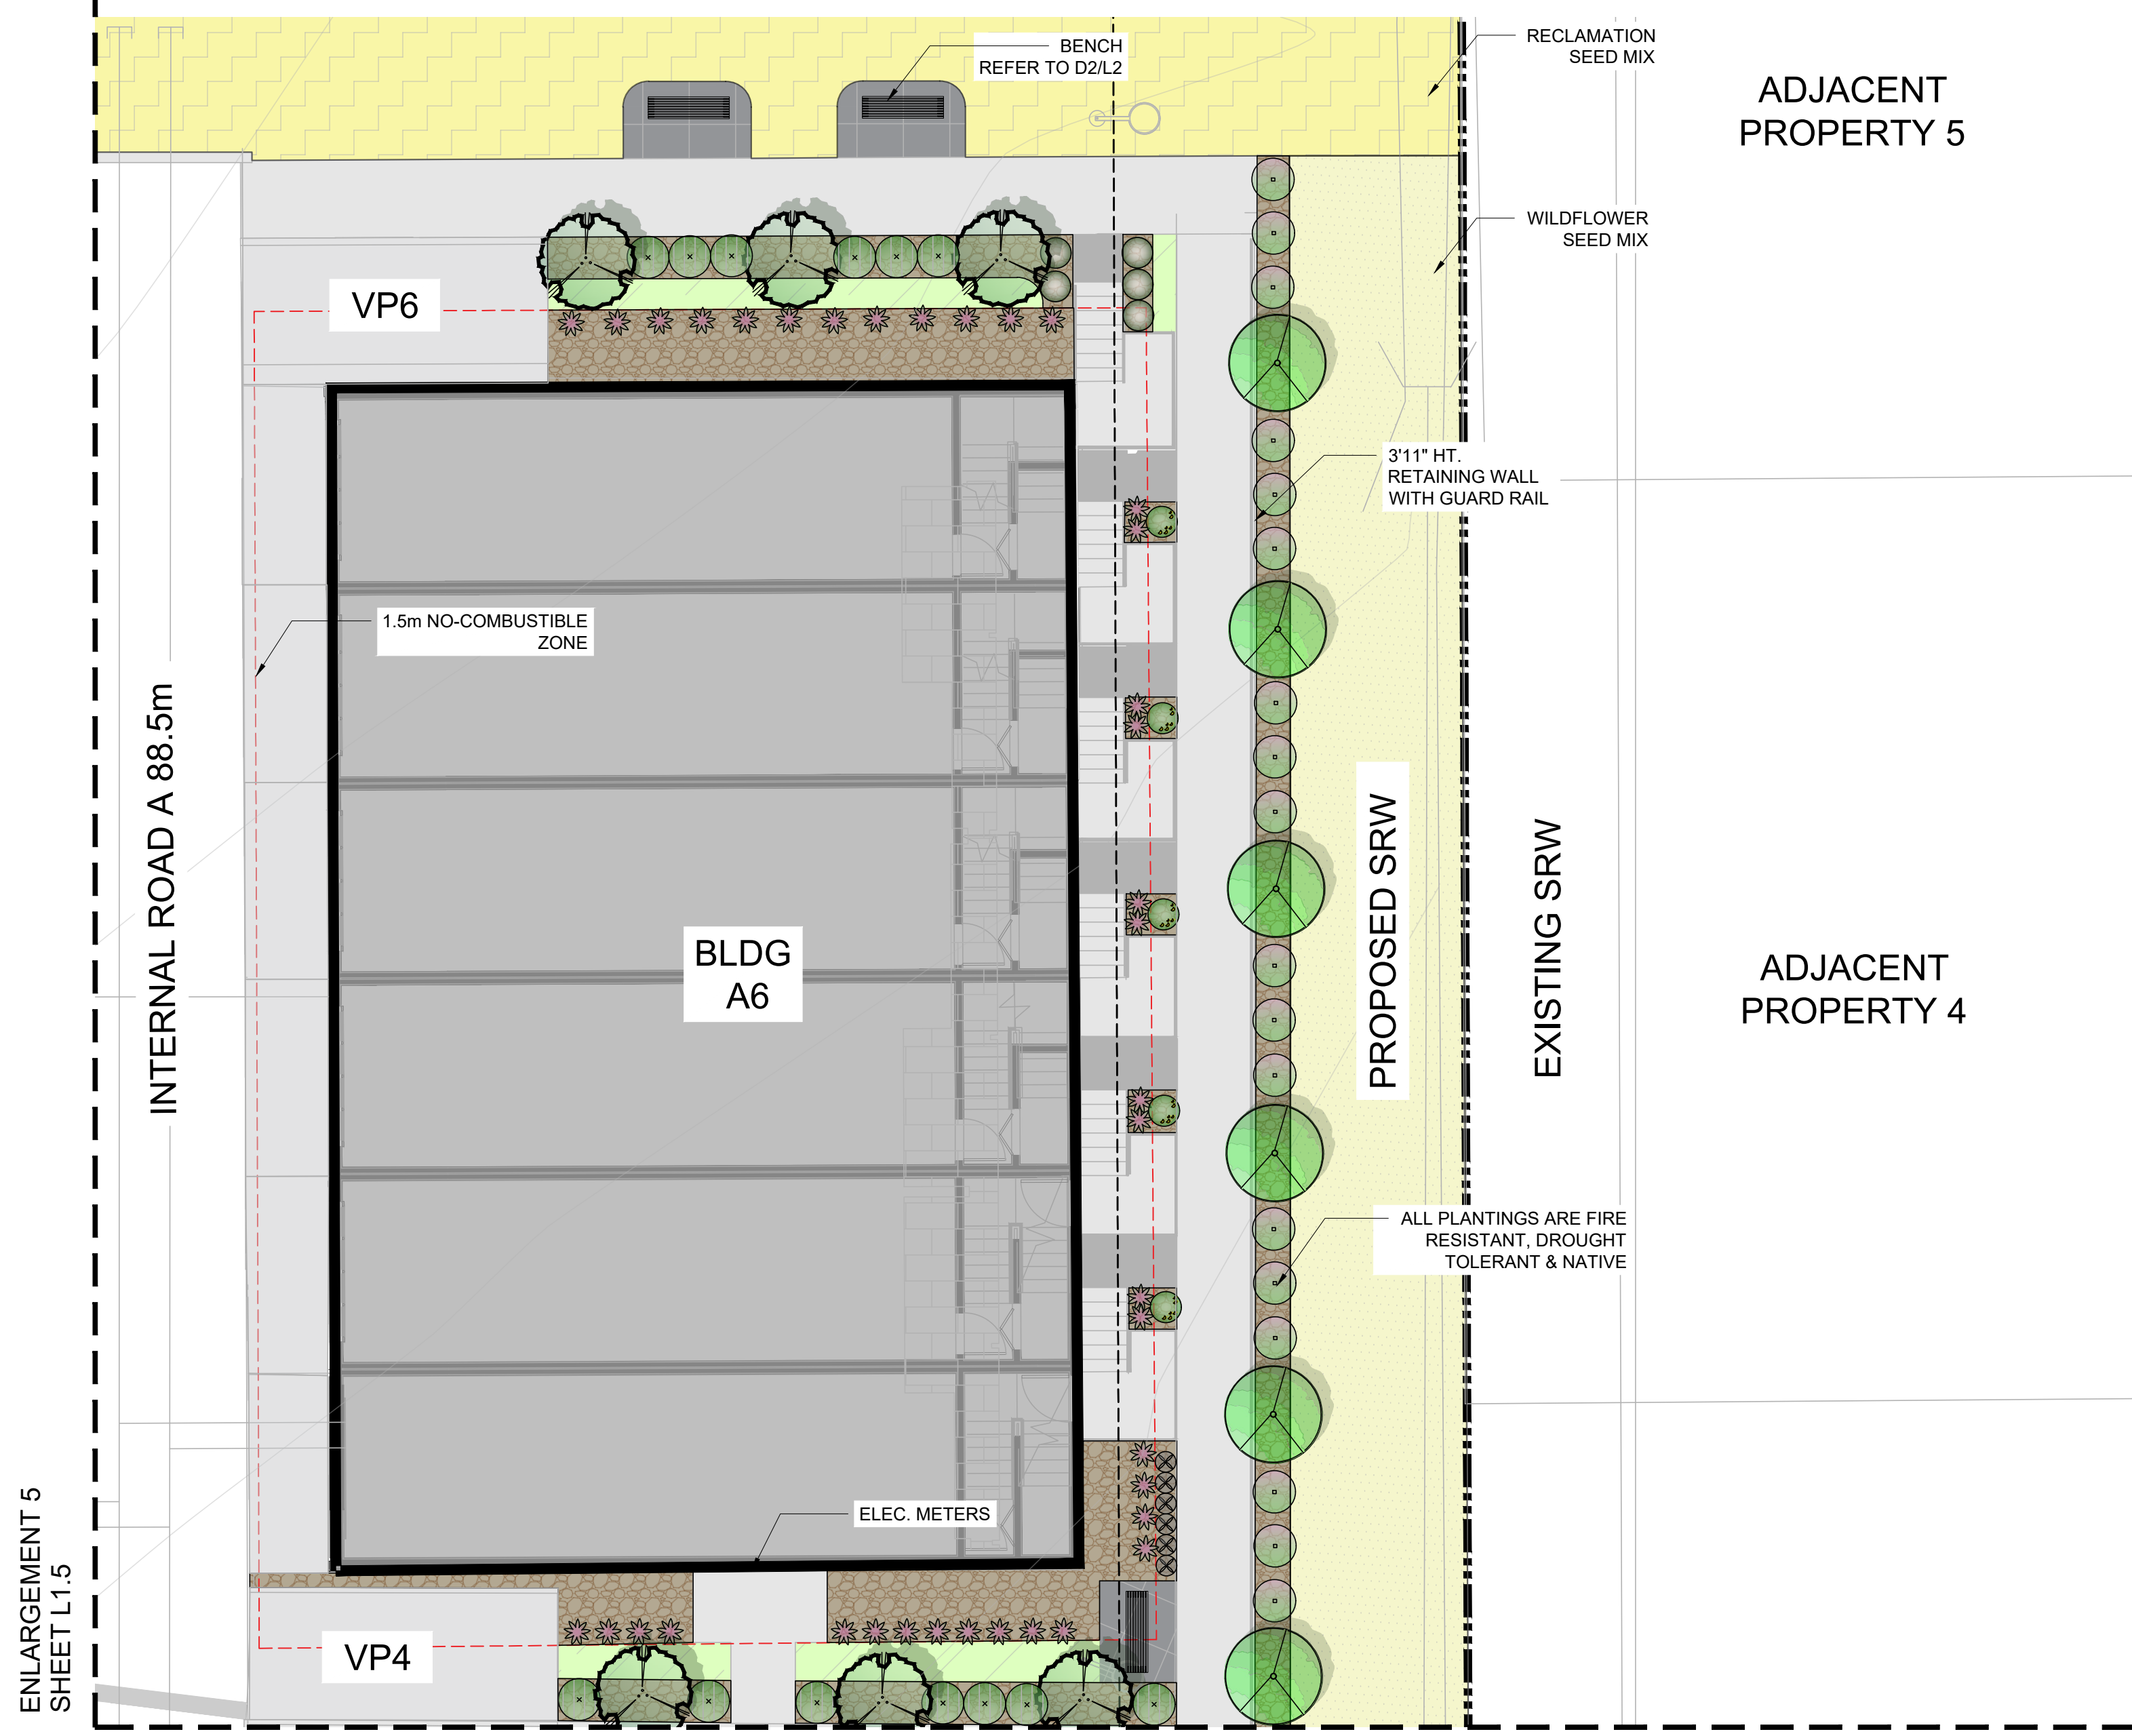 BENCH
REFER TO D2/L2
RECLAMATION
SEED MIX
ADJACENT
PROPERTY 5
WILDFLOWER
SEED MIX
VP6
3'11" HT.
RETAINING WALL
WITH GUARD RAIL
1.5m NO-COMBUSTIBLE
ZONE
INTERNAL ROAD A 88.5m
BLDG
A6
PROPOSED SRW
EXISTING SRW
ADJACENT
PROPERTY 4
ALL PLANTINGS ARE FIRE
RESISTANT, DROUGHT
TOLERANT & NATIVE
ELEC. METERS
ENLARGEMENT 5
SHEET L1.5
VP4